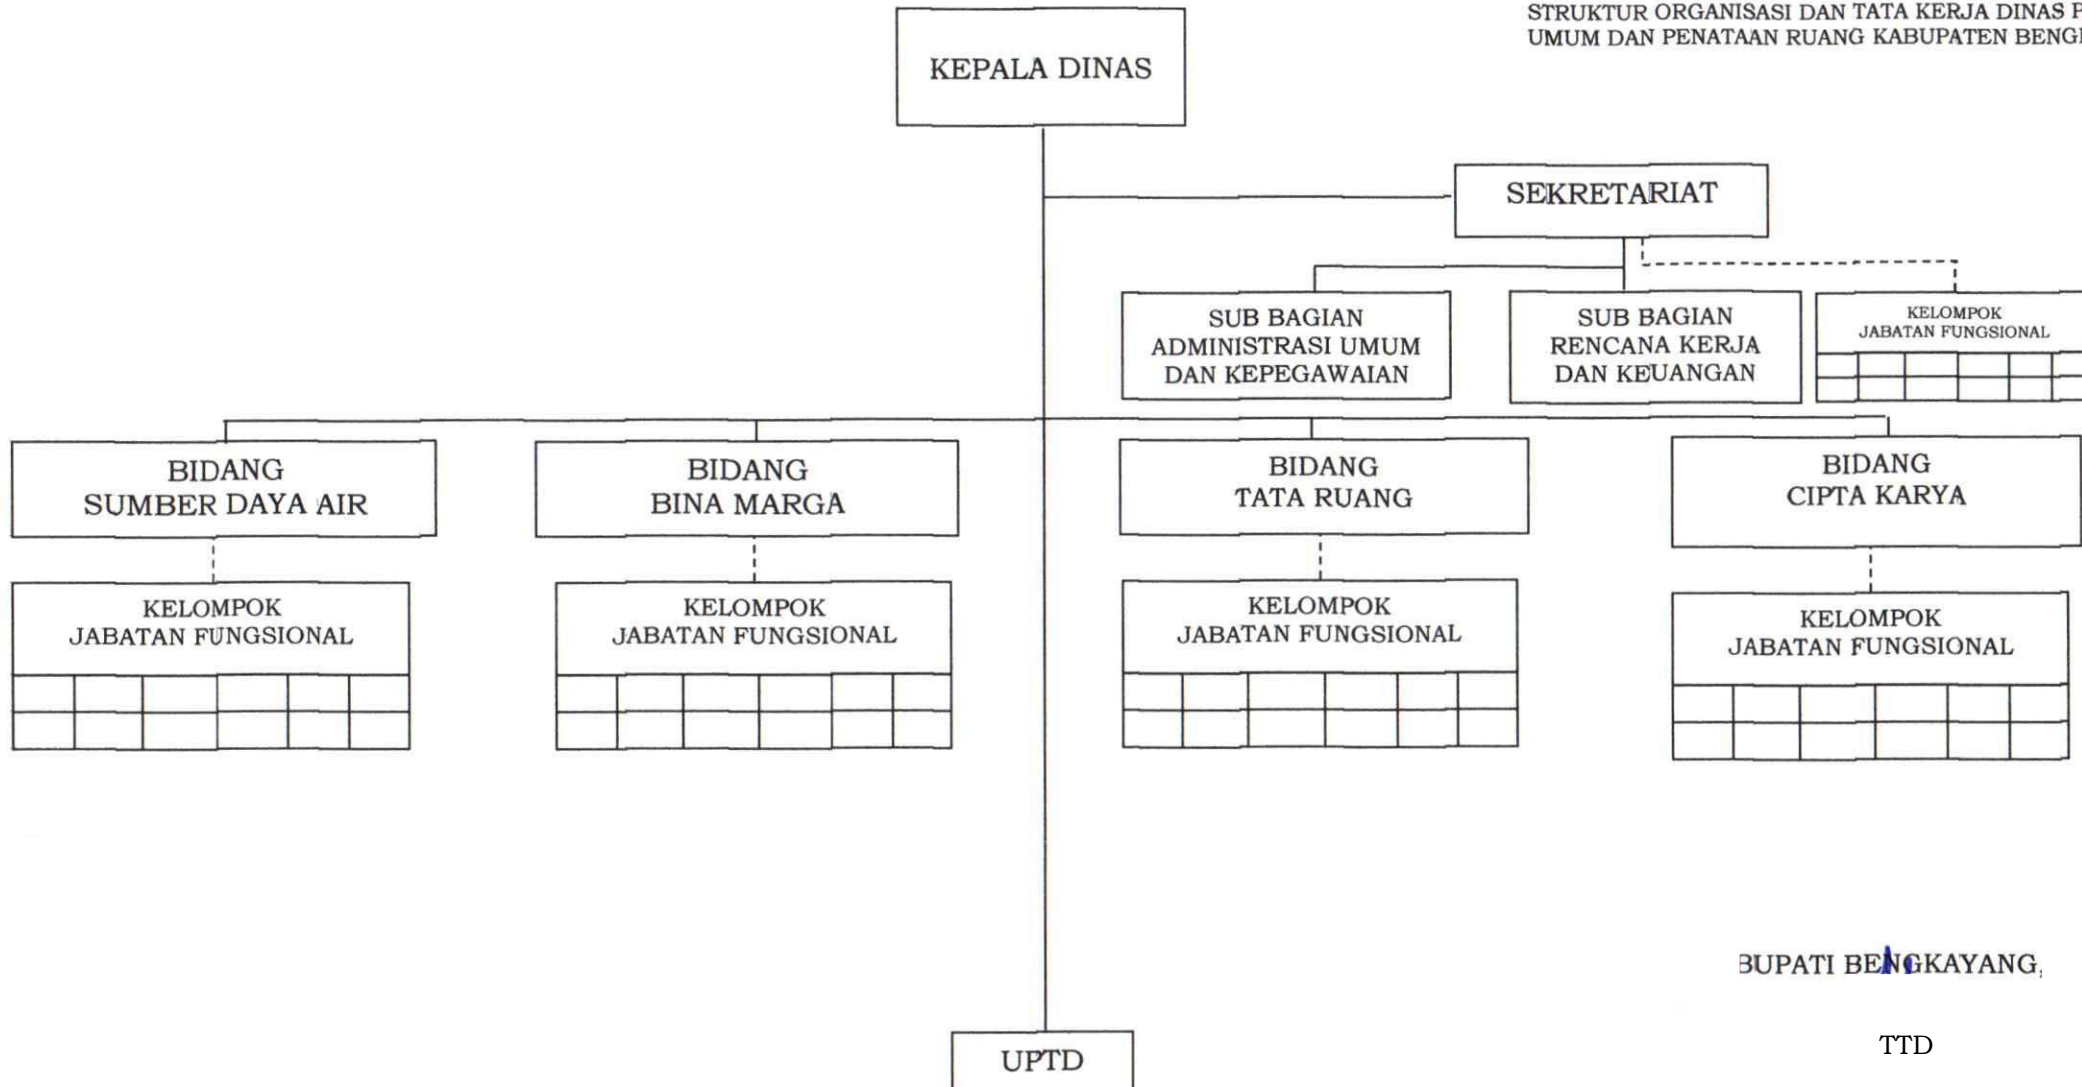 STRUKTUR ORGANISASI DAN TATA KERJA DINAS
UMUM DAN PENATAAN RUANG KABUPATEN
KEPALA DINAS
SEKRETARIAT
SUB BAGIAN
ADMINISTRASI UMUM
DAN KEPEGAWAIAN
SUB BAGIAN
RENCANA KERJA
DAN KEUANGAN
KELOMPOK
JABATAN FUNGSIONAL
BIDANG
SUMBER DAYA AIR
BIDANG
BINA MARGA
BIDANG
TATA RUANG
BIDANG
CIPTA KARYA
KELOMPOK
JABATAN FUNGSIONAL
KELOMPOK
JABATAN FUNGSIONAL
KELOMPOK
JABATAN FUNGSIONAL
KELOMPOK
JABATAN FUNGSIONAL
BUPATI BENGKAYANG,
UPTD
TTD